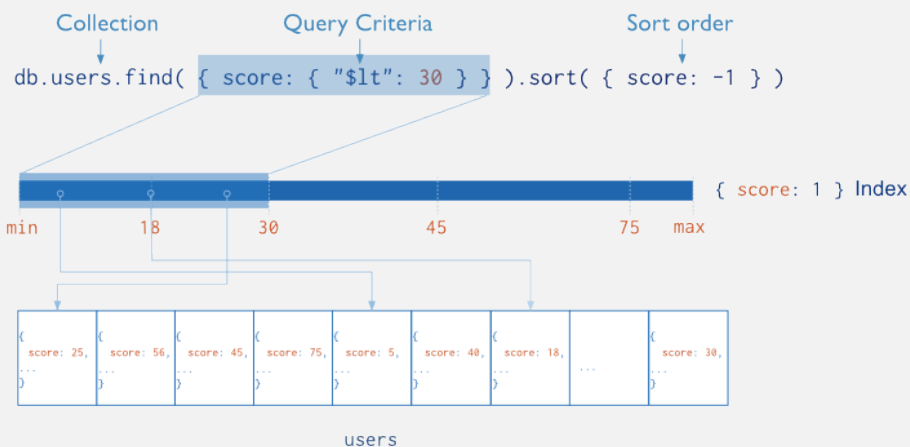 Collection Query Criteria Sort order
db.users.find( { score: { "$lt": 30 } } ).sort( { score: -1 } )
{ score: 1 } Index
min 18 30 45 75 max
{ { { { { { { {
score: 25, score: 56, score: 45, score: 75, score: 5, score: 40, score: 18, ... score: 30,
... ... ... ... ... ... ... ...
} } } } } } } }
users